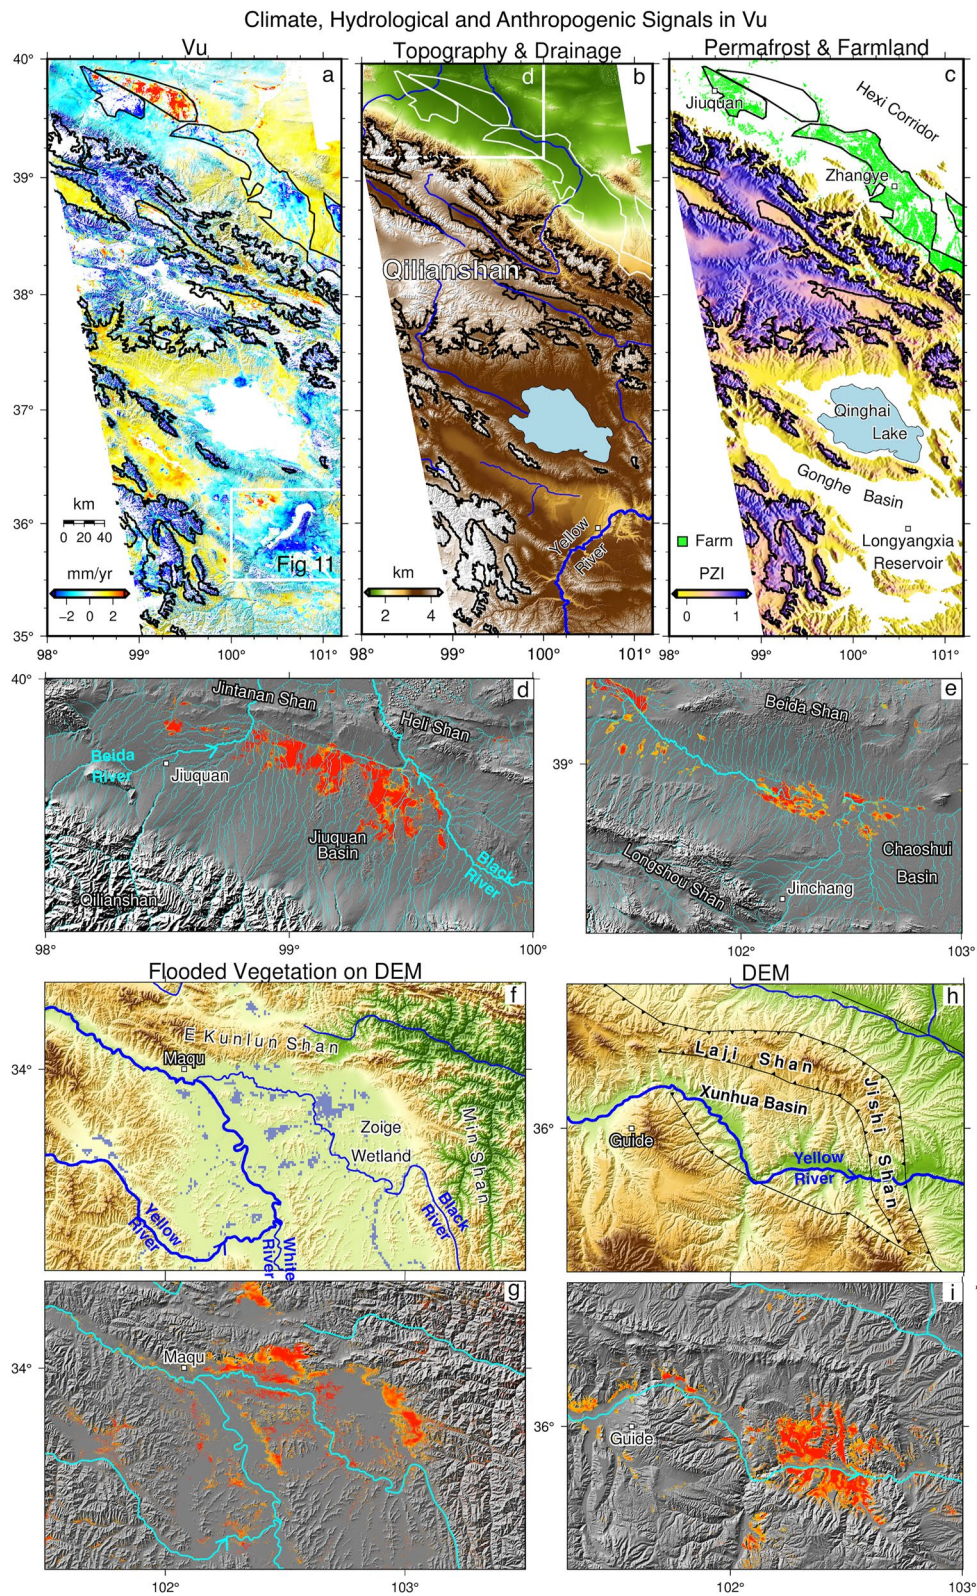 Climate, Hydrological and Anthropogenic Signals in Vu
Vu
Topography & Drainage
Permafrost & Farmland
40°
39°
38°
37°
36°
35°
a
km
0 20 40
mm/yr
−2 0 2
Fig 11
98° 99° 100° 101°
d
b
Qilianshan
Yellow
River
km
2 4
98° 99° 100° 101°
c
Jiuquan
Hexi Corridor
Zhangye
Qinghai
Lake
Gonghe Basin
Longyangxia
Reservoir
Farm
PZI
0 1
98° 99° 100° 101°
40°
d
Jintanan Shan
Heli Shan
Beida
River
Jiuquan
Jiuquan
Basin
Black
River
Qilianshan
98° 99° 100°
e
Beida Shan
39°
Longshou Shan
Jinchang
Chaoshui
Basin
102° 103°
Flooded Vegetation on DEM
f
E Kunlun Shan
Maqu
34°
Zoige
Wetland
Min Shan
Yellow
River
White
River
Black
River
DEM
h
Laji Shan
Jishi Shan
Xunhua Basin
36°
Guide
Yellow
River
g
Maqu
34°
102° 103°
i
36°
Guide
102° 103°